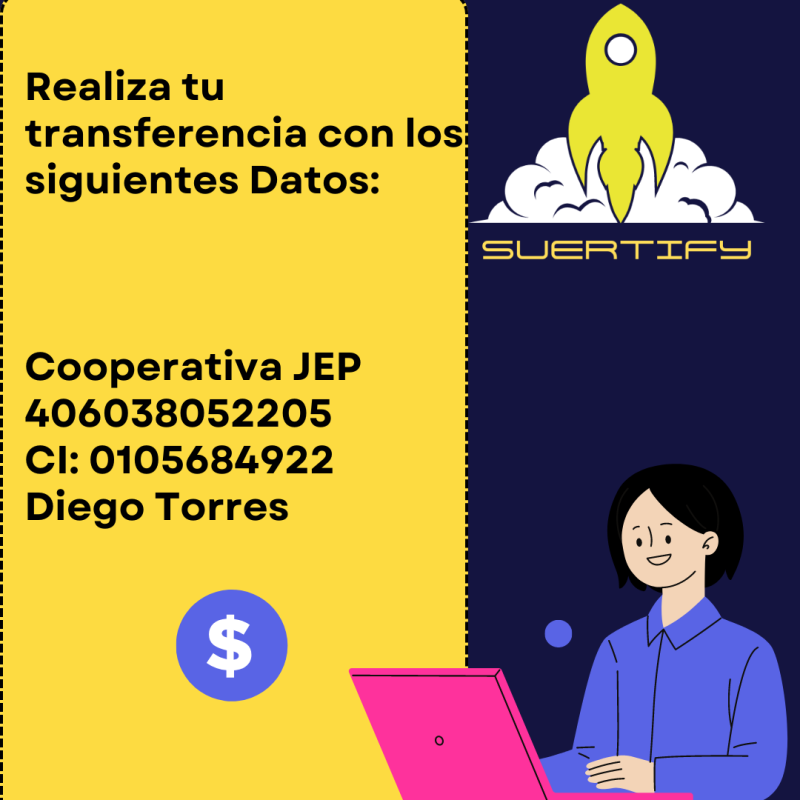 Realiza tu
transferencia con los
siguientes Datos:
SUERTIFY
Cooperativa JEP
406038052205
CI: 0105684922
Diego Torres
$